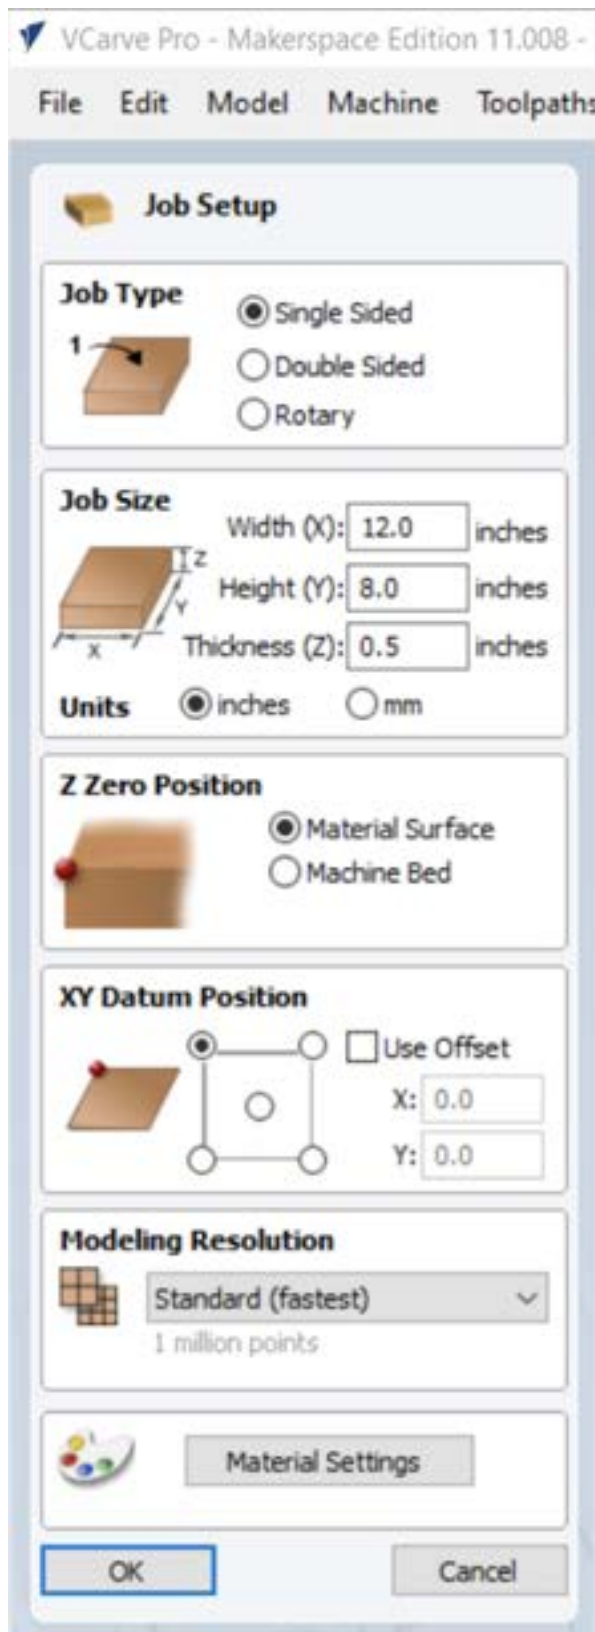 VCarve Pro - Makerspace Edition 11.008 -
File Edit Model Machine Toolpaths
Job Setup
Job Type
1
Single Sided
Double Sided
Rotary
Job Size
Width (X): 12.0 inches
Z
Height (Y): 8.0 inches
Y
X
Thickness (Z): 0.5 inches
Units inches mm
Z Zero Position
Material Surface
Machine Bed
XY Datum Position
Use Offset
X: 0.0
Y: 0.0
Modeling Resolution
Standard (fastest)
1 million points
Material Settings
OK Cancel